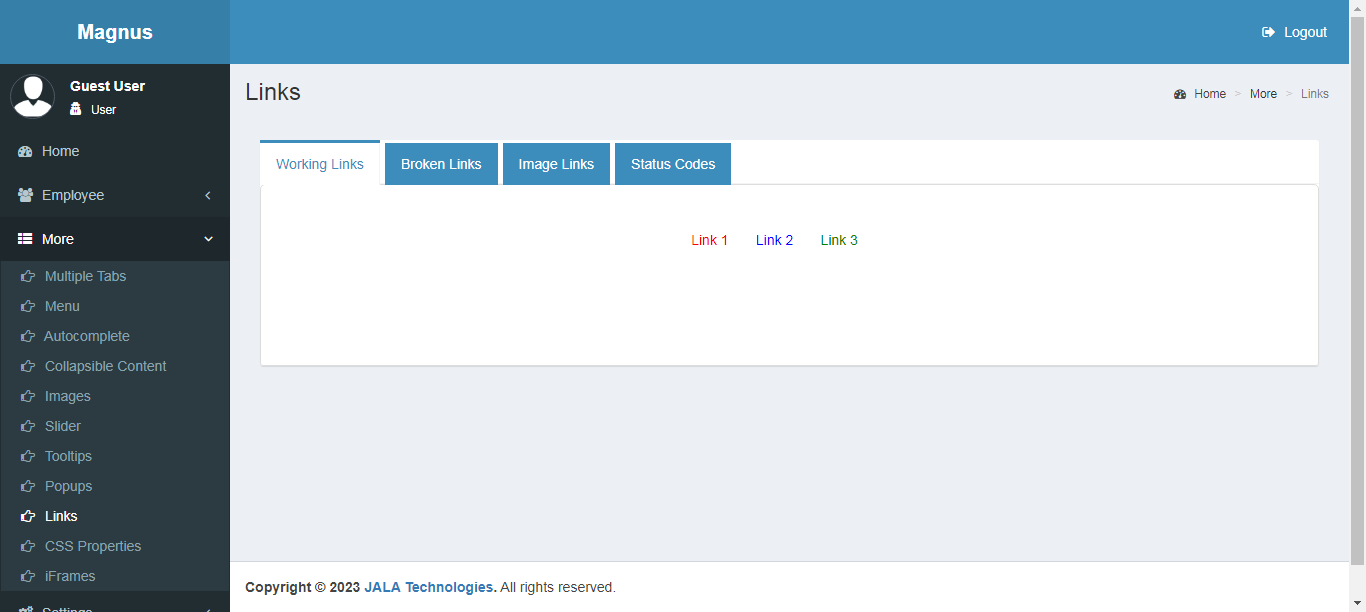 Magnus
Logout
Guest User
User
Home
Employee
More
Multiple Tabs
Menu
Autocomplete
Collapsible Content
Images
Slider
Tooltips
Popups
Links
CSS Properties
iFrames
Settings
Links
Home > More > Links
Working Links Broken Links Image Links Status Codes
Link 1 Link 2 Link 3
Copyright © 2023 JALA Technologies. All rights reserved.